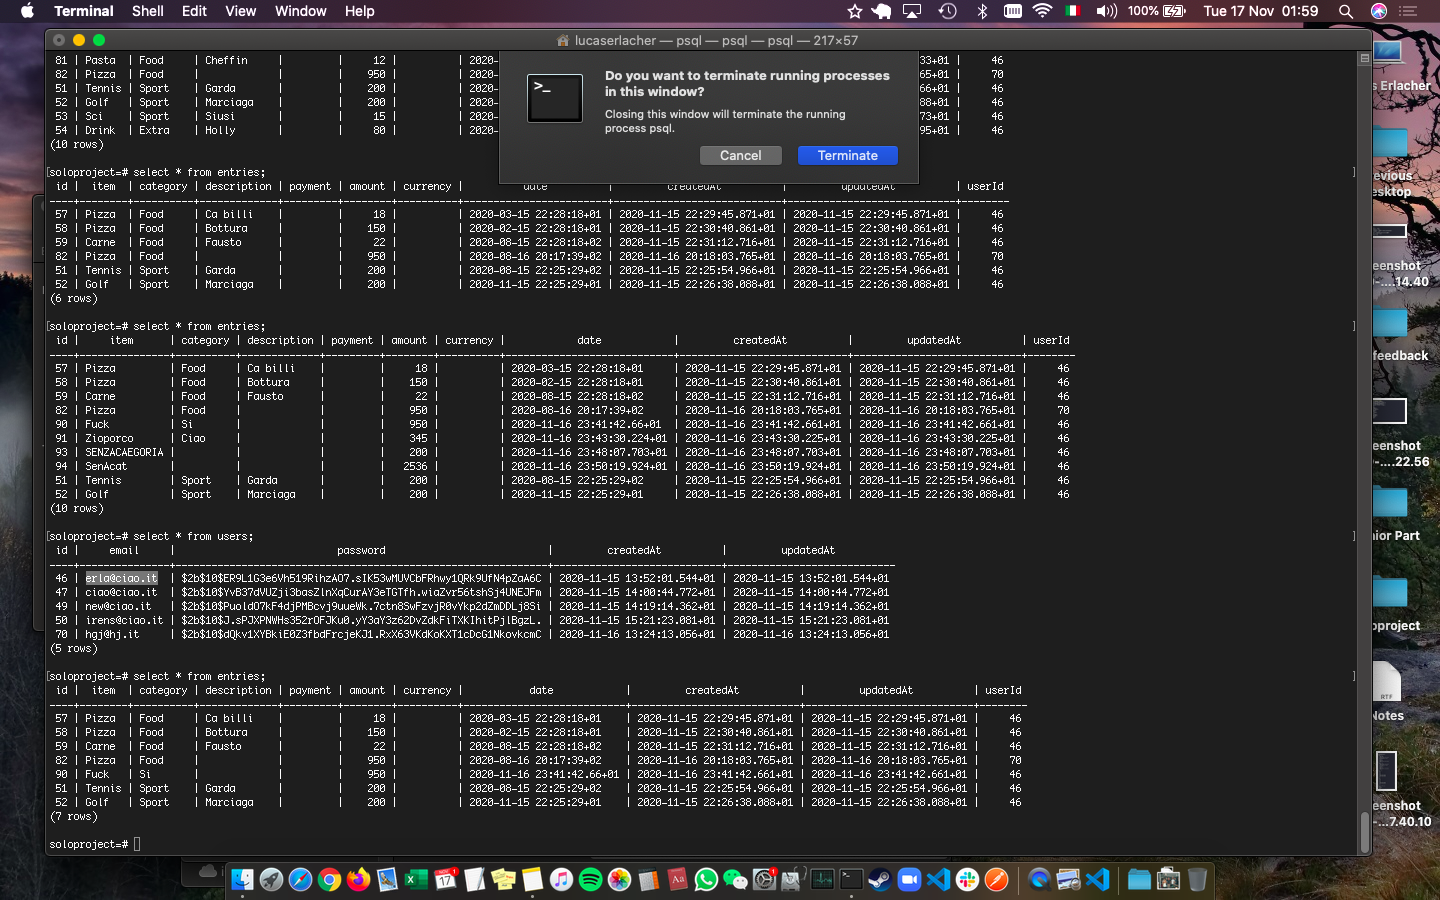 Terminal Shell Edit View Window Help 100% Tue 17 Nov 01:59
lucaserlacher — psql — psql — psql — 217×57
81 | Pasta | Food | Cheffin | | 12 | | 2020- 33+01 | 46
82 | Pizza | Food | | | 950 | | 2020- 65+01 | 70
51 | Tennis | Sport | Garda | | 200 | | 2020- 66+01 | 46
52 | Golf | Sport | Marciaga | | 200 | | 2020- 88+01 | 46
53 | Sci | Sport | Siusi | | 15 | | 2020- 73+01 | 46
54 | Drink | Extra | Holly | | 80 | | 2020- 95+01 | 46
(10 rows)
Do you want to terminate running processes
in this window?
Closing this window will terminate the running
process psql.
Cancel Terminate
[soloproject=# select * from entries; ]
id | item | category | description | payment | amount | currency | date | createdAt | updatedAt | userId
57 | Pizza | Food | Ca billi | | 18 | | 2020-03-15 22:28:18+01 | 2020-11-15 22:29:45.871+01 | 2020-11-15 22:29:45.871+01 | 46
58 | Pizza | Food | Bottura | | 150 | | 2020-02-15 22:28:18+01 | 2020-11-15 22:30:40.861+01 | 2020-11-15 22:30:40.861+01 | 46
59 | Carne | Food | Fausto | | 22 | | 2020-08-15 22:28:18+02 | 2020-11-15 22:31:12.716+01 | 2020-11-15 22:31:12.716+01 | 46
82 | Pizza | Food | | | 950 | | 2020-08-16 20:17:39+02 | 2020-11-16 20:18:03.765+01 | 2020-11-16 20:18:03.765+01 | 70
51 | Tennis | Sport | Garda | | 200 | | 2020-08-15 22:25:29+02 | 2020-11-15 22:25:54.966+01 | 2020-11-15 22:25:54.966+01 | 46
52 | Golf | Sport | Marciaga | | 200 | | 2020-11-15 22:25:29+01 | 2020-11-15 22:26:38.088+01 | 2020-11-15 22:26:38.088+01 | 46
(6 rows)
[soloproject=# select * from entries; ]
id | item | category | description | payment | amount | currency | date | createdAt | updatedAt | userId
57 | Pizza | Food | Ca billi | | 18 | | 2020-03-15 22:28:18+01 | 2020-11-15 22:29:45.871+01 | 2020-11-15 22:29:45.871+01 | 46
58 | Pizza | Food | Bottura | | 150 | | 2020-02-15 22:28:18+01 | 2020-11-15 22:30:40.861+01 | 2020-11-15 22:30:40.861+01 | 46
59 | Carne | Food | Fausto | | 22 | | 2020-08-15 22:28:18+02 | 2020-11-15 22:31:12.716+01 | 2020-11-15 22:31:12.716+01 | 46
82 | Pizza | Food | | | 950 | | 2020-08-16 20:17:39+02 | 2020-11-16 20:18:03.765+01 | 2020-11-16 20:18:03.765+01 | 70
90 | Fuck | Si | | | 950 | | 2020-11-16 23:41:42.66+01 | 2020-11-16 23:41:42.661+01 | 2020-11-16 23:41:42.661+01 | 46
91 | Zioporco | Ciao | | | 345 | | 2020-11-16 23:43:30.224+01 | 2020-11-16 23:43:30.225+01 | 2020-11-16 23:43:30.225+01 | 46
93 | SENZACAEGORIA | | | | 200 | | 2020-11-16 23:48:07.703+01 | 2020-11-16 23:48:07.703+01 | 2020-11-16 23:48:07.703+01 | 46
94 | SenAcat | | | | 2536 | | 2020-11-16 23:50:19.924+01 | 2020-11-16 23:50:19.924+01 | 2020-11-16 23:50:19.924+01 | 46
51 | Tennis | Sport | Garda | | 200 | | 2020-08-15 22:25:29+02 | 2020-11-15 22:25:54.966+01 | 2020-11-15 22:25:54.966+01 | 46
52 | Golf | Sport | Marciaga | | 200 | | 2020-11-15 22:25:29+01 | 2020-11-15 22:26:38.088+01 | 2020-11-15 22:26:38.088+01 | 46
(10 rows)
[soloproject=# select * from users; ]
id | email | password | createdAt | updatedAt
46 | erla@ciao.it | $2b$10$ER9L1G3e6Vh519RihzAO7.sIK53wMUVCbFRhwy1QRk9UfN4pZaA6C | 2020-11-15 13:52:01.544+01 | 2020-11-15 13:52:01.544+01
47 | ciao@ciao.it | $2b$10$YvB37dVUZji3basZlnXqCurAY3eTGTfh.wiaZvr56tshSj4UNEJFm | 2020-11-15 14:00:44.772+01 | 2020-11-15 14:00:44.772+01
49 | new@ciao.it | $2b$10$PuoldO7kF4djPMBcvj9uueWk.7ctn8SwFzvjR0vYkp2dZmDDLj8Si | 2020-11-15 14:19:14.362+01 | 2020-11-15 14:19:14.362+01
50 | irens@ciao.it | $2b$10$J.sPJXPNWHs352rOFJKu0.yY3aY3z62DvZdkFiTXKIhitPjlBgzL. | 2020-11-15 15:21:23.081+01 | 2020-11-15 15:21:23.081+01
70 | hgj@hj.it | $2b$10$dQkv1XYBkiE0Z3fbdFrcjeKJ1.RxX63VKdKoKXT1cDcG1NkovkcmC | 2020-11-16 13:24:13.056+01 | 2020-11-16 13:24:13.056+01
(5 rows)
[soloproject=# select * from entries; ]
id | item | category | description | payment | amount | currency | date | createdAt | updatedAt | userId
57 | Pizza | Food | Ca billi | | 18 | | 2020-03-15 22:28:18+01 | 2020-11-15 22:29:45.871+01 | 2020-11-15 22:29:45.871+01 | 46
58 | Pizza | Food | Bottura | | 150 | | 2020-02-15 22:28:18+01 | 2020-11-15 22:30:40.861+01 | 2020-11-15 22:30:40.861+01 | 46
59 | Carne | Food | Fausto | | 22 | | 2020-08-15 22:28:18+02 | 2020-11-15 22:31:12.716+01 | 2020-11-15 22:31:12.716+01 | 46
82 | Pizza | Food | | | 950 | | 2020-08-16 20:17:39+02 | 2020-11-16 20:18:03.765+01 | 2020-11-16 20:18:03.765+01 | 70
90 | Fuck | Si | | | 950 | | 2020-11-16 23:41:42.66+01 | 2020-11-16 23:41:42.661+01 | 2020-11-16 23:41:42.661+01 | 46
51 | Tennis | Sport | Garda | | 200 | | 2020-08-15 22:25:29+02 | 2020-11-15 22:25:54.966+01 | 2020-11-15 22:25:54.966+01 | 46
52 | Golf | Sport | Marciaga | | 200 | | 2020-11-15 22:25:29+01 | 2020-11-15 22:26:38.088+01 | 2020-11-15 22:26:38.088+01 | 46
(7 rows)
soloproject=#
s Erlacher
evious
esktop
eenshot
-....14.40
feedback
eenshot
-....22.56
nior Part
oproject
RTF
Notes
eenshot
-...7.40.10
NOV
17
1
Aa
1